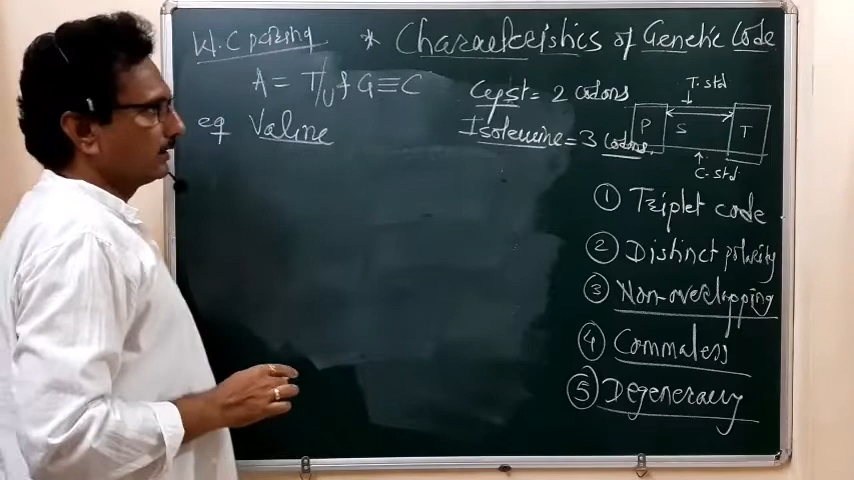 W.C pairing
* Characteristics of Genetic Code
A = T/U & G≡C
eg Valine
Cyst = 2 codons
Isoleucine = 3 codons.
T. std
P S T
C. std
① Triplet code
② Distinct polarity
③ Non-overlapping
④ Commaless
⑤ Degeneracy